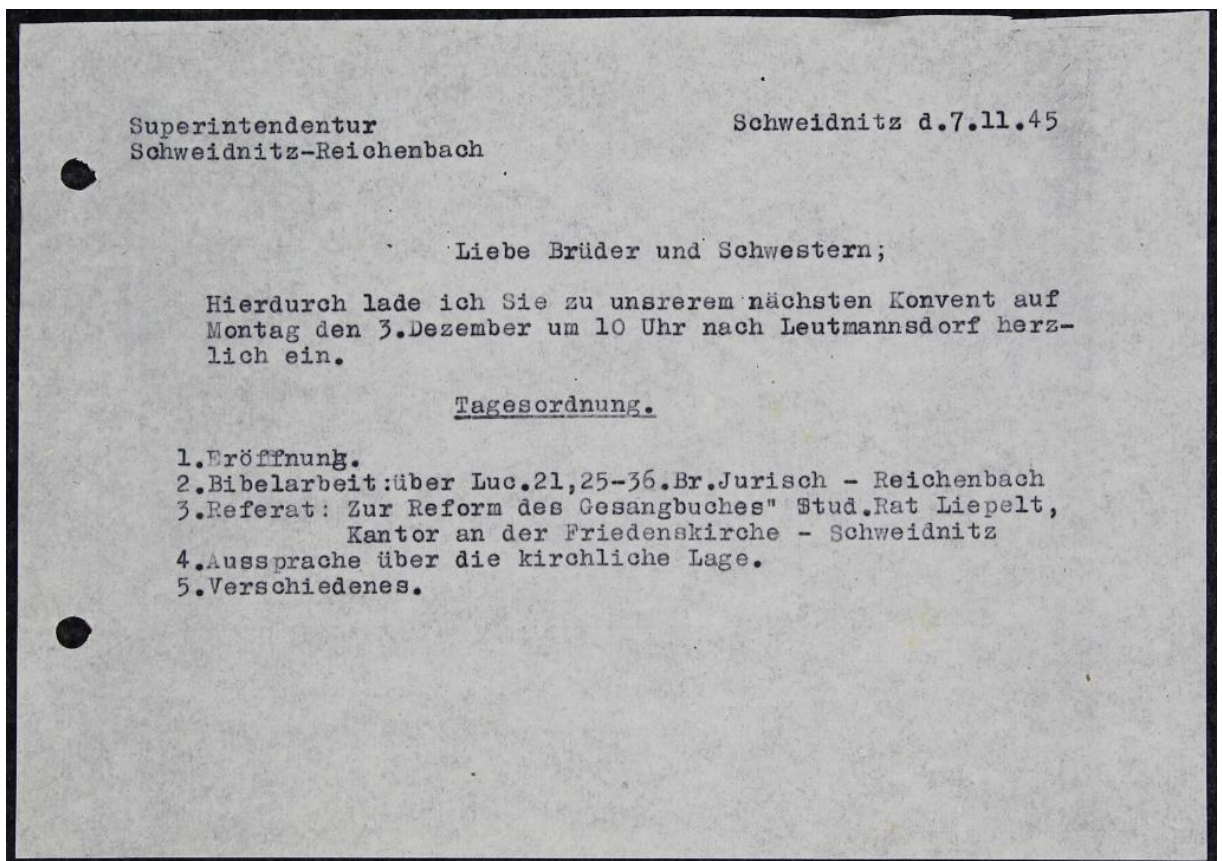 Superintendentur
Schweidnitz-Reichenbach
Schweidnitz d.7.11.45
Liebe Brüder und Schwestern;
Hierdurch lade ich Sie zu unsrerem nächsten Konvent auf
Montag den 3.Dezember um 10 Uhr nach Leutmannsdorf herz-
lich ein.
Tagesordnung.
1.Eröffnung.
2.Bibelarbeit:über Luc.21,25-36.Br.Jurisch - Reichenbach
3.Referat: Zur Reform des Gesangbuches" Stud.Rat Liepelt,
Kantor an der Friedenskirche - Schweidnitz
4.Aussprache über die kirchliche Lage.
5.Verschiedenes.